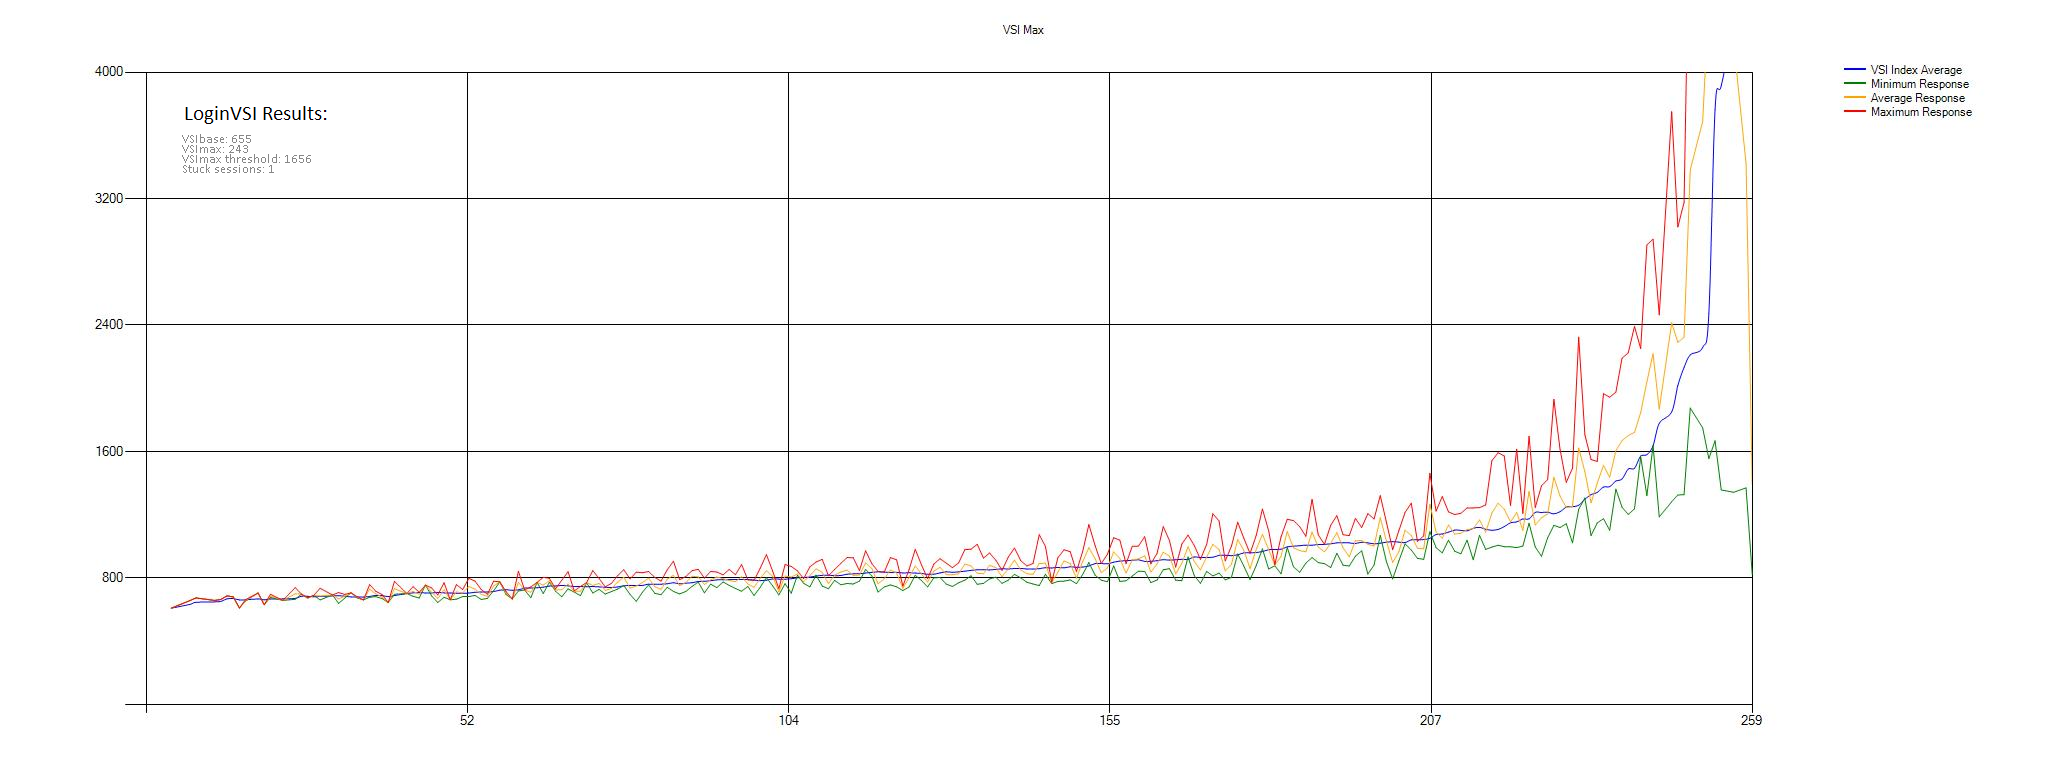 VSI Max
4000
3200
2400
1600
800
LoginVSI Results:
VSIbase: 655
VSImax: 243
VSImax threshold: 1656
Stuck sessions: 1
VSI Index Average
Minimum Response
Average Response
Maximum Response
52
104
155
207
259